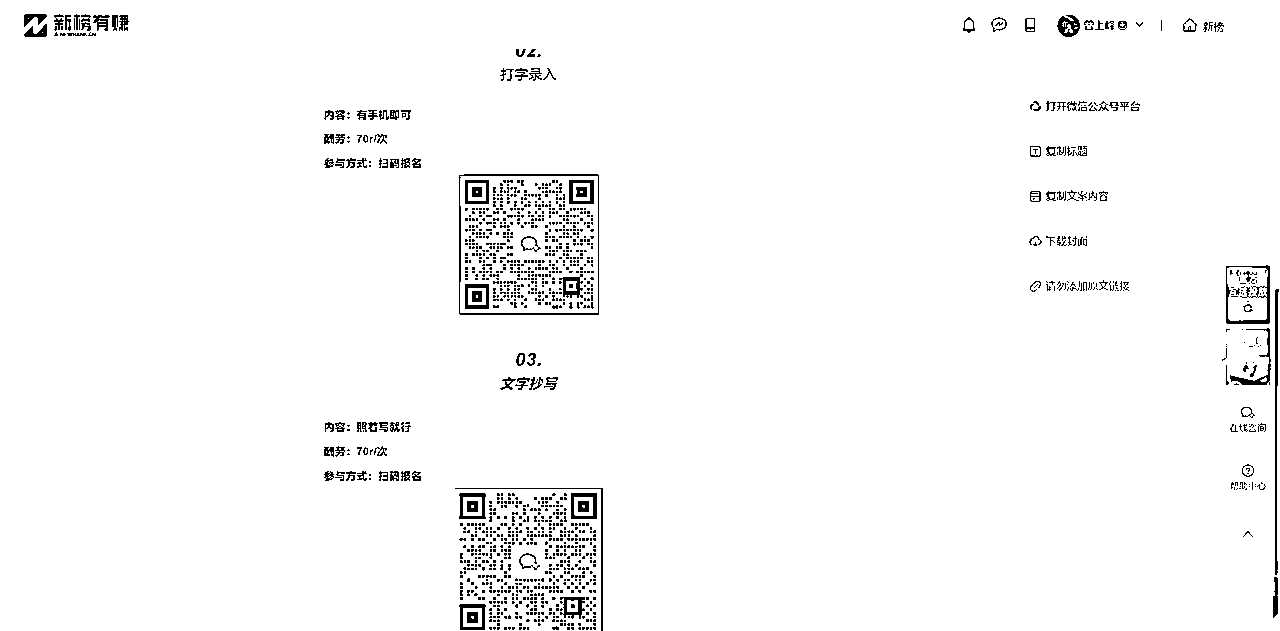 新榜有赚
新榜
02.
打字录入
内容：有手机即可
酬劳：70r/次
参与方式：扫码报名
03.
文字抄写
内容：照着写就行
酬劳：70r/次
参与方式：扫码报名
打开微信公众号平台
复制标题
复制文案内容
下载封面
请勿添加原文链接
在线咨询
帮助中心